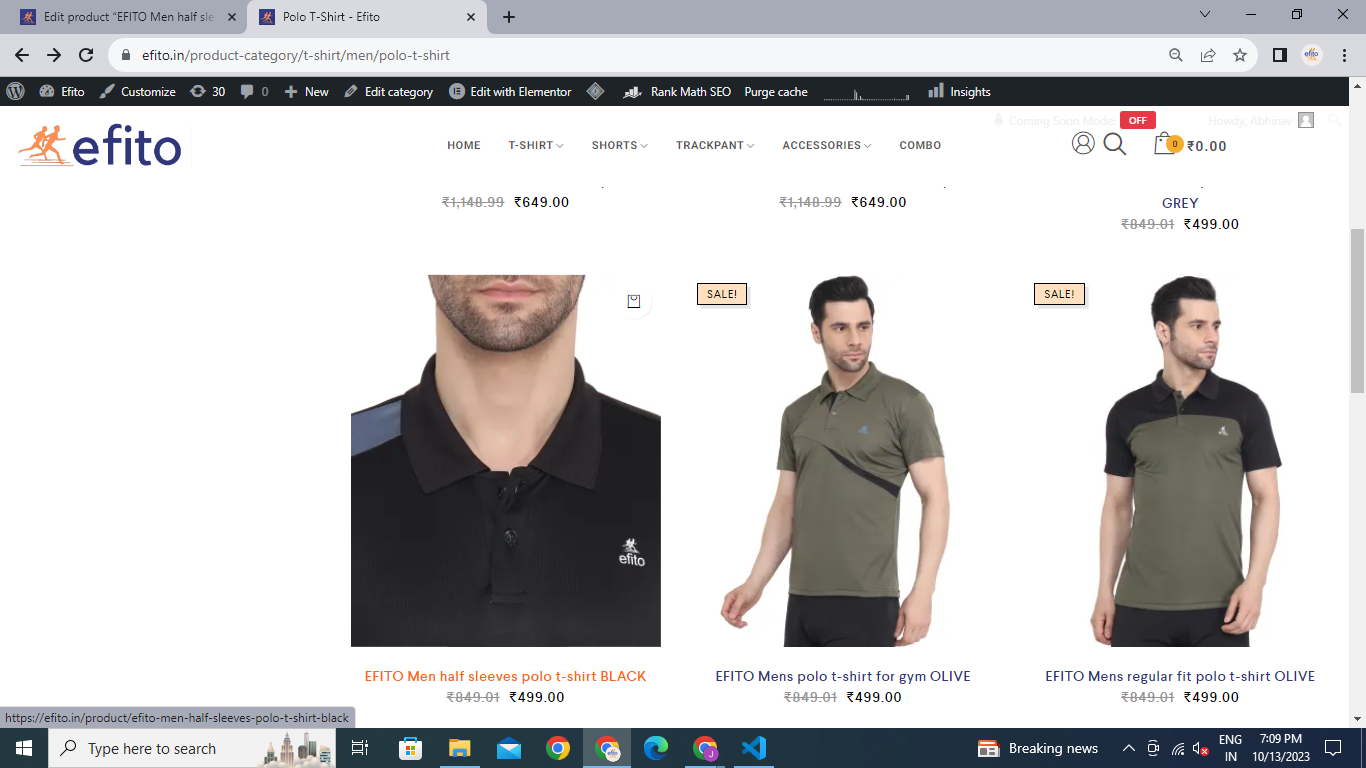 Edit product “EFITO Men half sle
Polo T-Shirt - Efito
efito.in/product-category/t-shirt/men/polo-t-shirt
Efito
Customize
30
0
New
Edit category
Edit with Elementor
Rank Math SEO
Purge cache
Insights
Coming Soon Mode: OFF
Howdy, Abhinav
efito
HOME
T-SHIRT
SHORTS
TRACKPANT
ACCESSORIES
COMBO
0
₹0.00
₹1,148.99 ₹649.00
₹1,148.99 ₹649.00
GREY
₹849.01 ₹499.00
SALE!
SALE!
efito
efito
EFITO Men half sleeves polo t-shirt BLACK
₹849.01 ₹499.00
EFITO Mens polo t-shirt for gym OLIVE
₹849.01 ₹499.00
EFITO Mens regular fit polo t-shirt OLIVE
₹849.01 ₹499.00
https://efito.in/product/efito-men-half-sleeves-polo-t-shirt-black
Type here to search
efito
J
Breaking news
ENG
IN
7:09 PM
10/13/2023